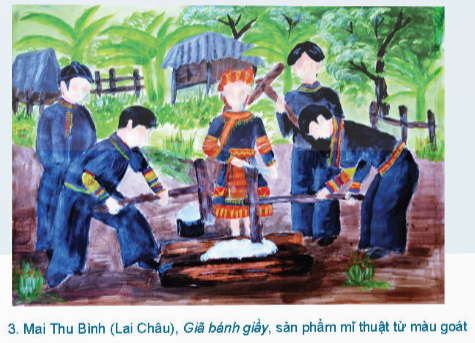 3. Mai Thu Bình (Lai Châu), Giã bánh giầy, sản phẩm mĩ thuật từ màu goát